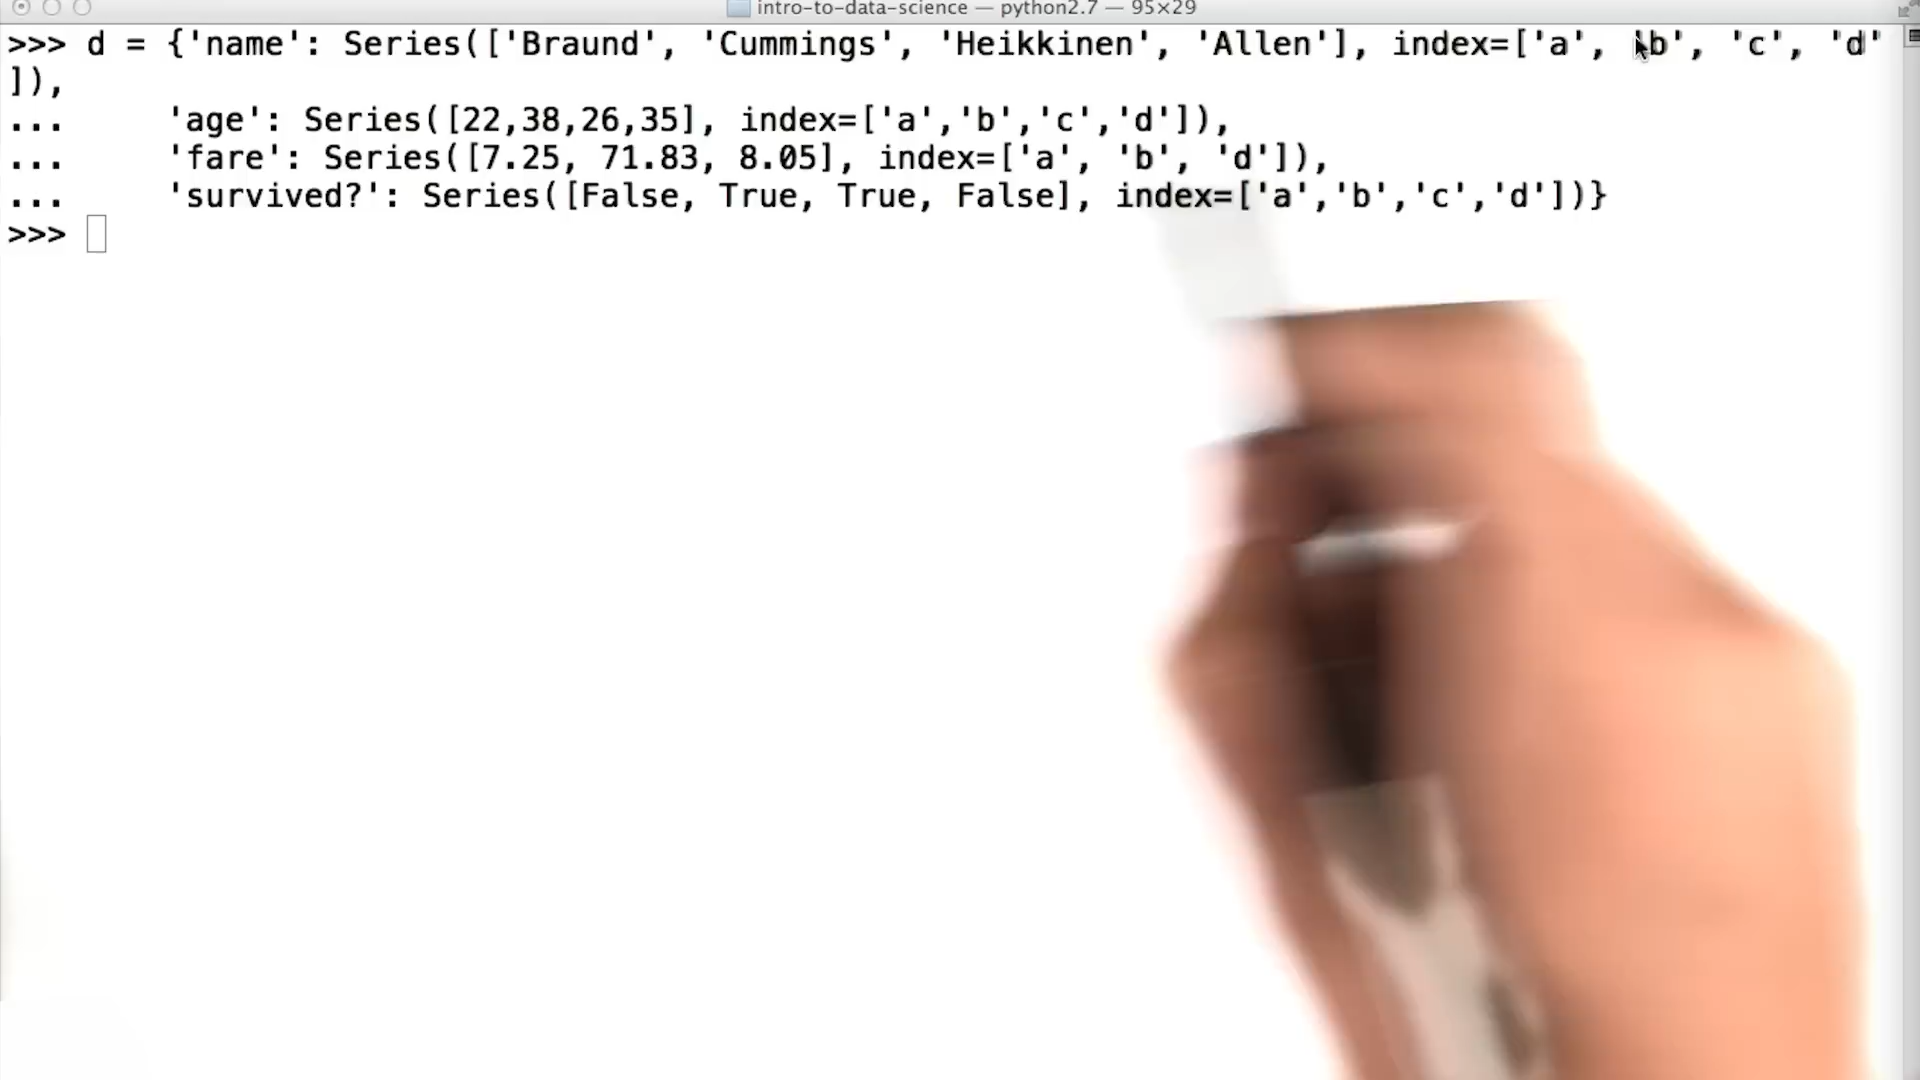 intro-to-data-science — python2.7 — 95×29
>>> d = {'name': Series(['Braund', 'Cummings', 'Heikkinen', 'Allen'], index=['a', 'b', 'c', 'd'
]),
...      'age': Series([22,38,26,35], index=['a','b','c','d']),
...      'fare': Series([7.25, 71.83, 8.05], index=['a', 'b', 'd']),
...      'survived?': Series([False, True, True, False], index=['a','b','c','d'])}
>>>